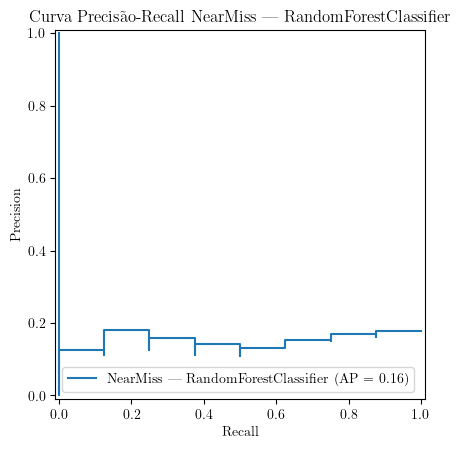 Curva Precisão-Recall NearMiss — RandomForestClassifier
1.0
0.8
0.6
0.4
0.2
0.0
Precision
NearMiss — RandomForestClassifier (AP = 0.16)
0.0 0.2 0.4 0.6 0.8 1.0
Recall